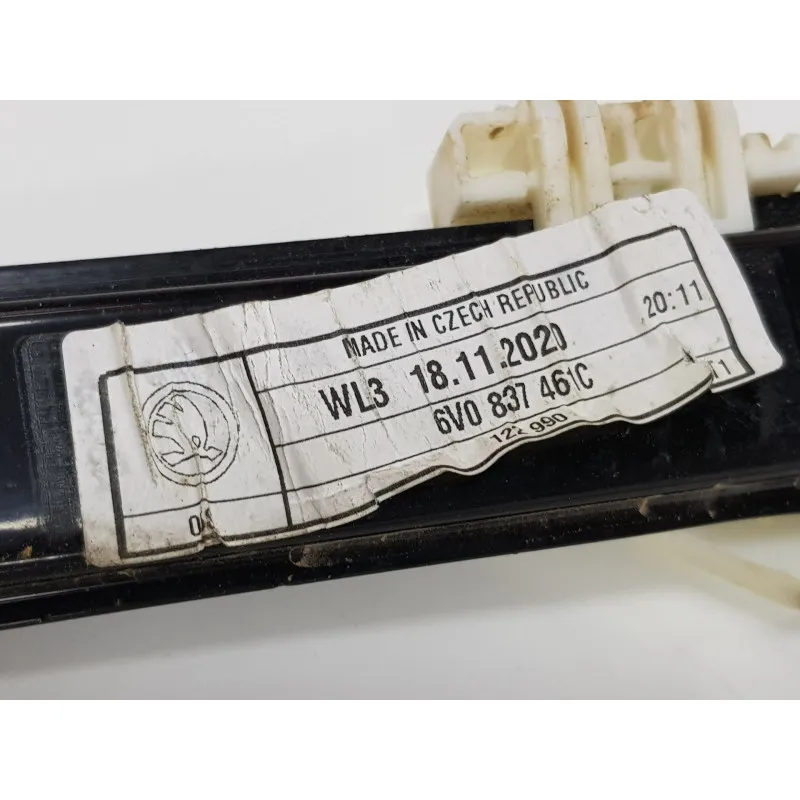 MADE IN CZECH REPUBLIC
20:11
WL3 18.11.2020
6V0 837 461C